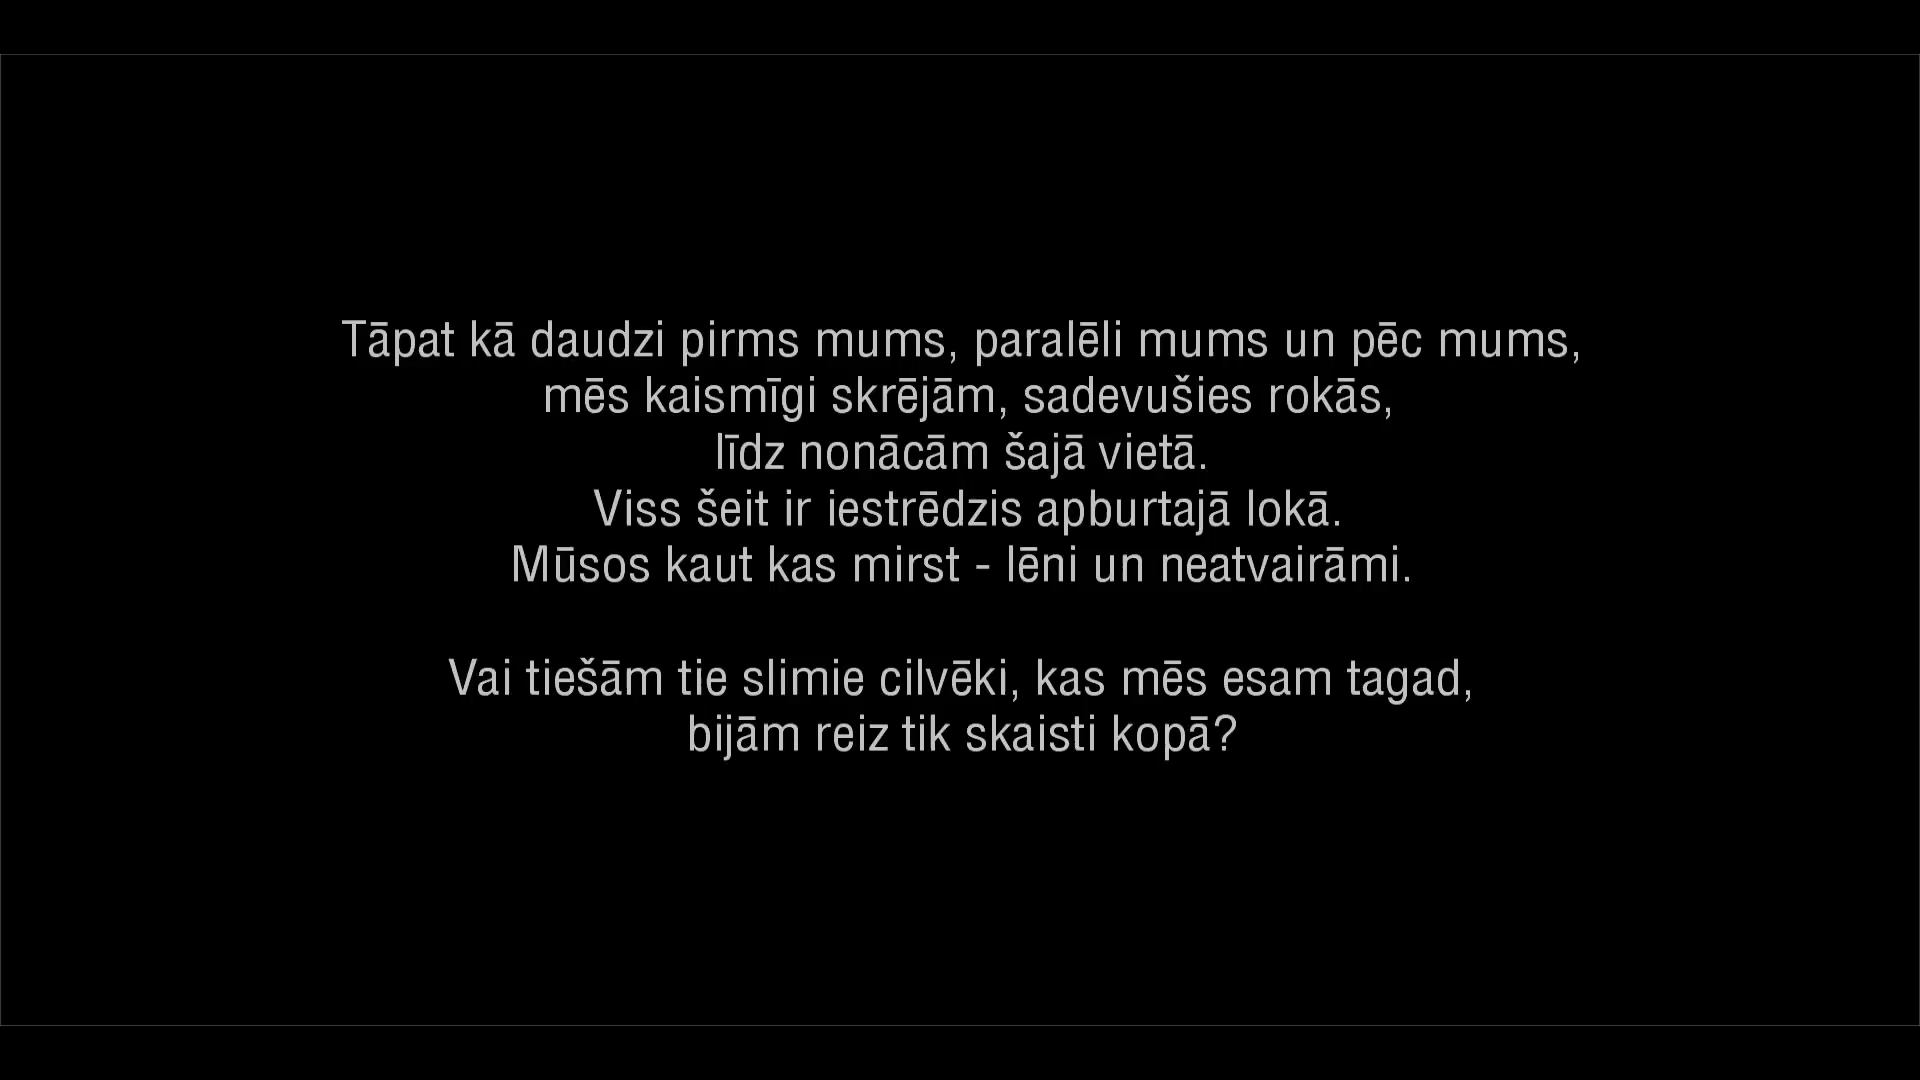 Tāpat kā daudzi pirms mums, paralēli mums un pēc mums,
mēs kaismīgi skrējām, sadevušies rokās,
līdz nonācām šajā vietā.
Viss šeit ir iestrēdzis apburtajā lokā.
Mūsos kaut kas mirst - lēni un neatvairāmi.
Vai tiešām tie slimie cilvēki, kas mēs esam tagad,
bijām reiz tik skaisti kopā?